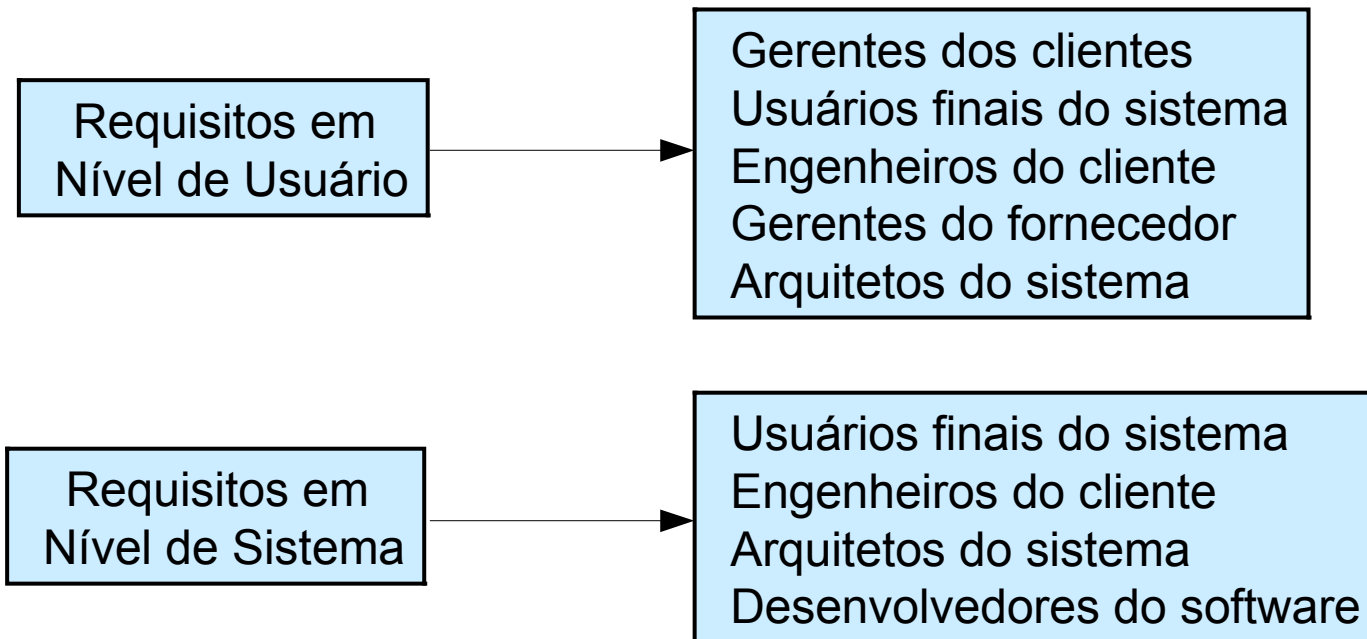 Requisitos em
Nível de Usuário
Gerentes dos clientes
Usuários finais do sistema
Engenheiros do cliente
Gerentes do fornecedor
Arquitetos do sistema
Requisitos em
Nível de Sistema
Usuários finais do sistema
Engenheiros do cliente
Arquitetos do sistema
Desenvolvedores do software